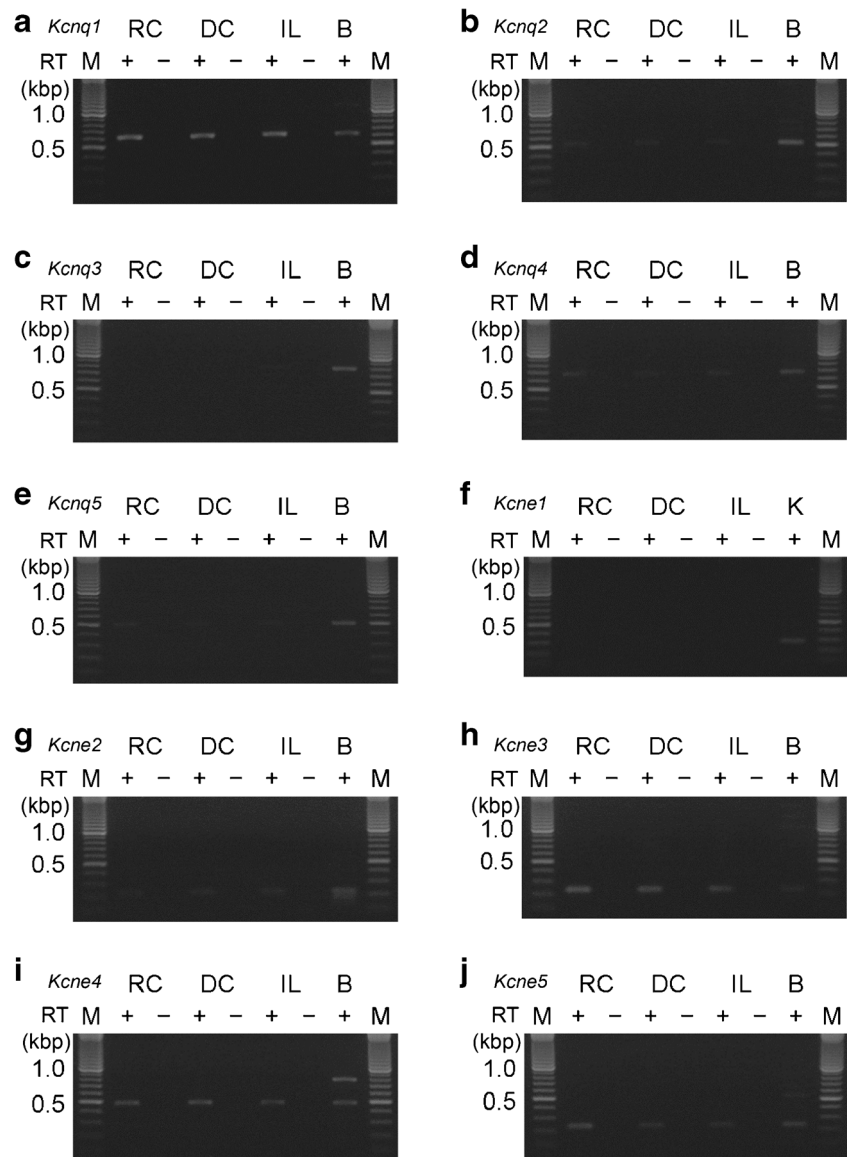 a Kcnq1 RC DC IL B
RT M + − + − + − + M
(kbp)
1.0
0.5
b Kcnq2 RC DC IL B
RT M + − + − + − + M
(kbp)
1.0
0.5
c Kcnq3 RC DC IL B
RT M + − + − + − + M
(kbp)
1.0
0.5
d Kcnq4 RC DC IL B
RT M + − + − + − + M
(kbp)
1.0
0.5
e Kcnq5 RC DC IL B
RT M + − + − + − + M
(kbp)
1.0
0.5
f Kcne1 RC DC IL K
RT M + − + − + − + M
(kbp)
1.0
0.5
g Kcne2 RC DC IL B
RT M + − + − + − + M
(kbp)
1.0
0.5
h Kcne3 RC DC IL B
RT M + − + − + − + M
(kbp)
1.0
0.5
i Kcne4 RC DC IL B
RT M + − + − + − + M
(kbp)
1.0
0.5
j Kcne5 RC DC IL B
RT M + − + − + − + M
(kbp)
1.0
0.5